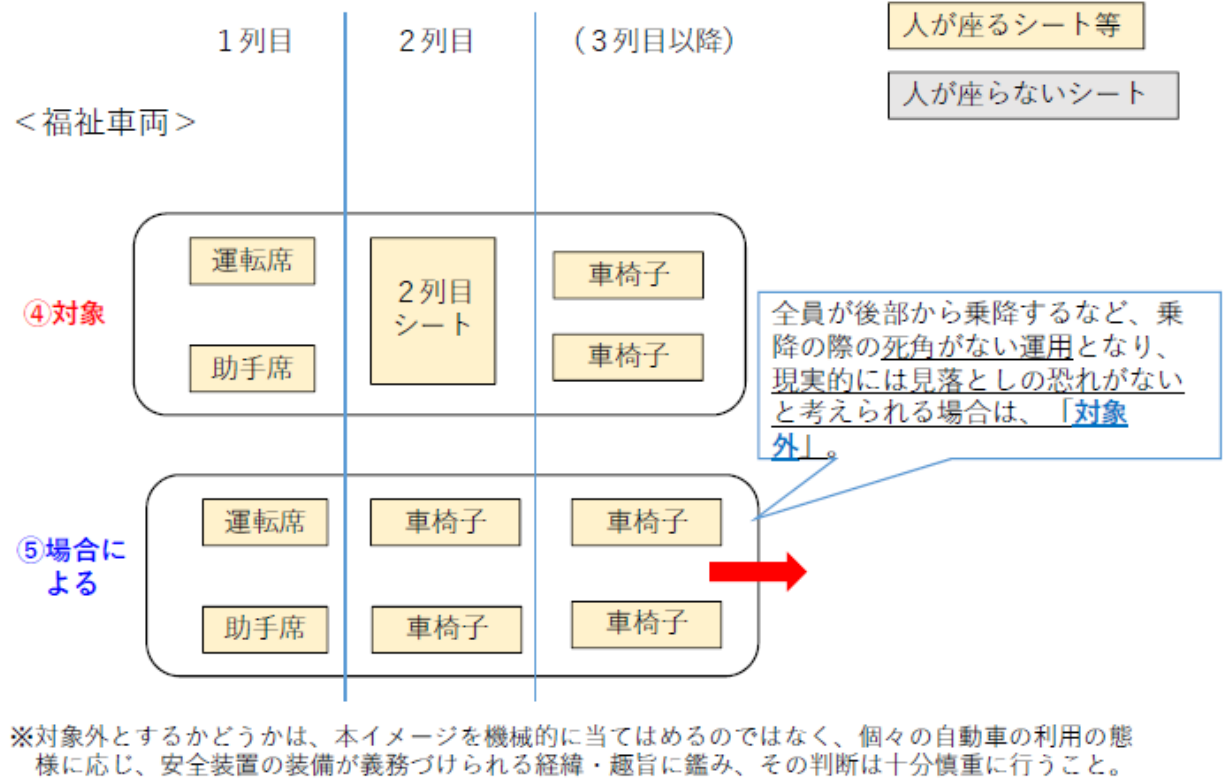 １列目
２列目
（３列目以降）
人が座るシート等
人が座らないシート
＜福祉車両＞
④対象
運転席
助手席
２列目
シート
車椅子
車椅子
全員が後部から乗降するなど、乗
降の際の死角がない運用となり、
現実的には見落としの恐れがない
と考えられる場合は、「対象
外」。
⑤場合に
よる
運転席
車椅子
車椅子
助手席
車椅子
車椅子
※対象外とするかどうかは、本イメージを機械的に当てはめるのではなく、個々の自動車の利用の態
様に応じ、安全装置の装備が義務づけられる経緯・趣旨に鑑み、その判断は十分慎重に行うこと。